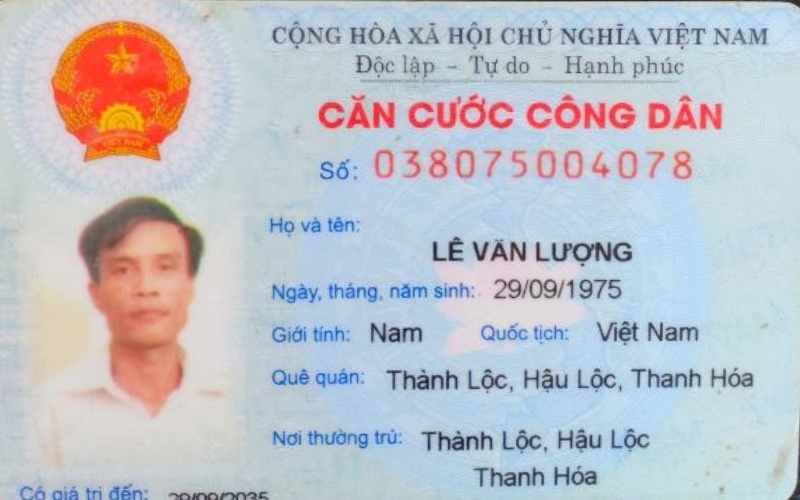 CỘNG HÒA XÃ HỘI CHỦ NGHĨA VIỆT NAM
Độc lập - Tự do - Hạnh phúc
CĂN CƯỚC CÔNG DÂN
Số: 038075004078
Họ và tên:
LÊ VĂN LƯỢNG
Ngày, tháng, năm sinh: 29/09/1975
Giới tính: Nam Quốc tịch: Việt Nam
Quê quán: Thành Lộc, Hậu Lộc, Thanh Hóa
Nơi thường trú: Thành Lộc, Hậu Lộc
Thanh Hóa
Có giá trị đến: 29/09/2035
VIỆT NAM